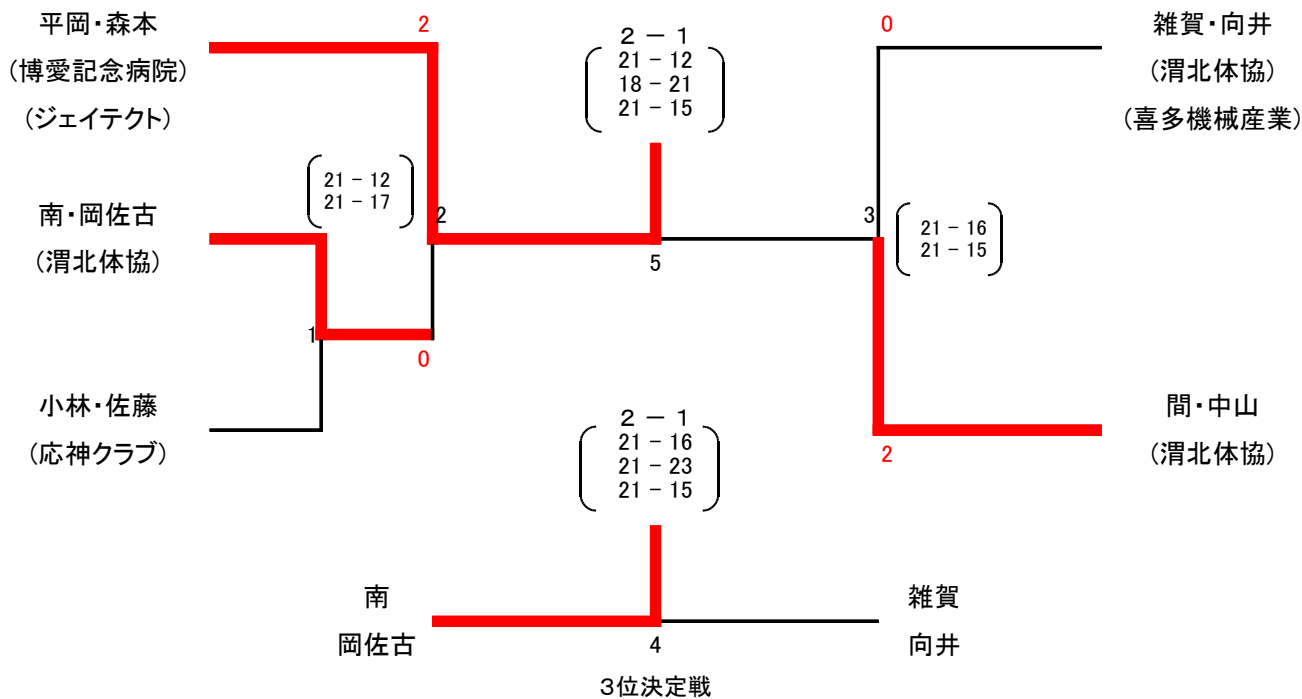 平岡・森本
(博愛記念病院)
(ジェイテクト)
2
2 － 1
21 － 12
18 － 21
21 － 15
0
雑賀・向井
(渭北体協)
(喜多機械産業)
21 － 12
21 － 17
南・岡佐古
(渭北体協)
2
5
3
21 － 16
21 － 15
1
0
小林・佐藤
(応神クラブ)
2 － 1
21 － 16
21 － 23
21 － 15
2
間・中山
(渭北体協)
南
岡佐古
4
雑賀
向井
３位決定戦